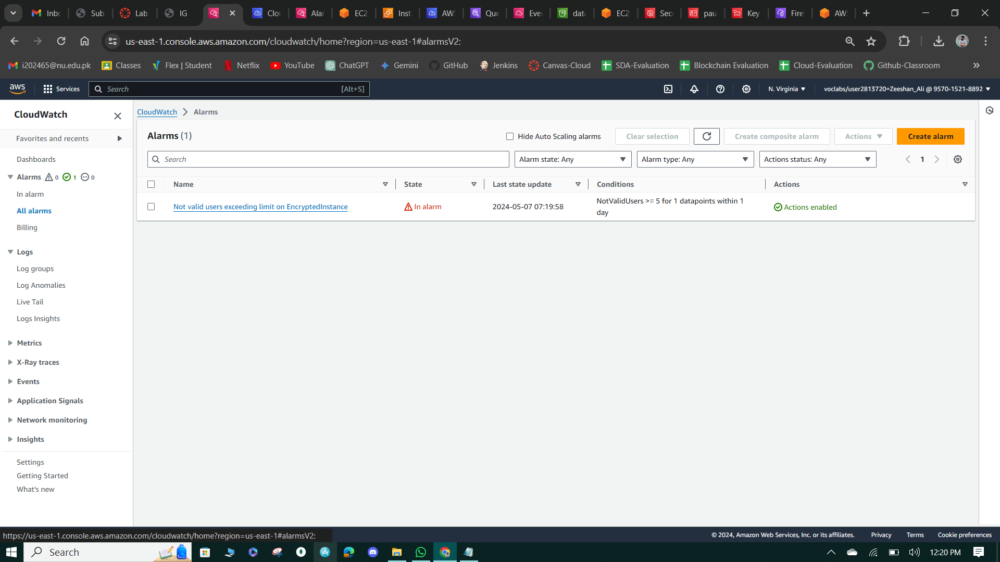 Inbo
Sub
Lab
IG
Clou
Alar
EC2
Inst
AWS
Que
Eve
data
EC2
Sec
pau
Key
Fire
AWS
us-east-1.console.aws.amazon.com/cloudwatch/home?region=us-east-1#alarmsV2:
i202465@nu.edu.pk Classes Flex | Student Netflix YouTube ChatGPT Gemini GitHub Jenkins Canvas-Cloud SDA-Evaluation Blockchain Evaluation Cloud-Evaluation Github-Classroom
aws Services Search [Alt+S] N. Virginia voclabs/user2813720=Zeeshan_Ali @ 9570-1521-8892
CloudWatch
Favorites and recents
Dashboards
Alarms 0 1 0
In alarm
All alarms
Billing
Logs
Log groups
Log Anomalies
Live Tail
Logs Insights
Metrics
X-Ray traces
Events
Application Signals
Network monitoring
Insights
Settings
Getting Started
What's new
CloudWatch Alarms
Alarms (1) Hide Auto Scaling alarms Clear selection Create composite alarm Actions Create alarm
Search Alarm state: Any Alarm type: Any Actions status: Any 1
Name State Last state update Conditions Actions
Not valid users exceeding limit on EncryptedInstance In alarm 2024-05-07 07:19:58 NotValidUsers >= 5 for 1 datapoints within 1
day
Actions enabled
https://us-east-1.console.aws.amazon.com/cloudwatch/home?region=us-east-1#alarmsV2:
© 2024, Amazon Web Services, Inc. or its affiliates. Privacy Terms Cookie preferences
Search 12:20 PM